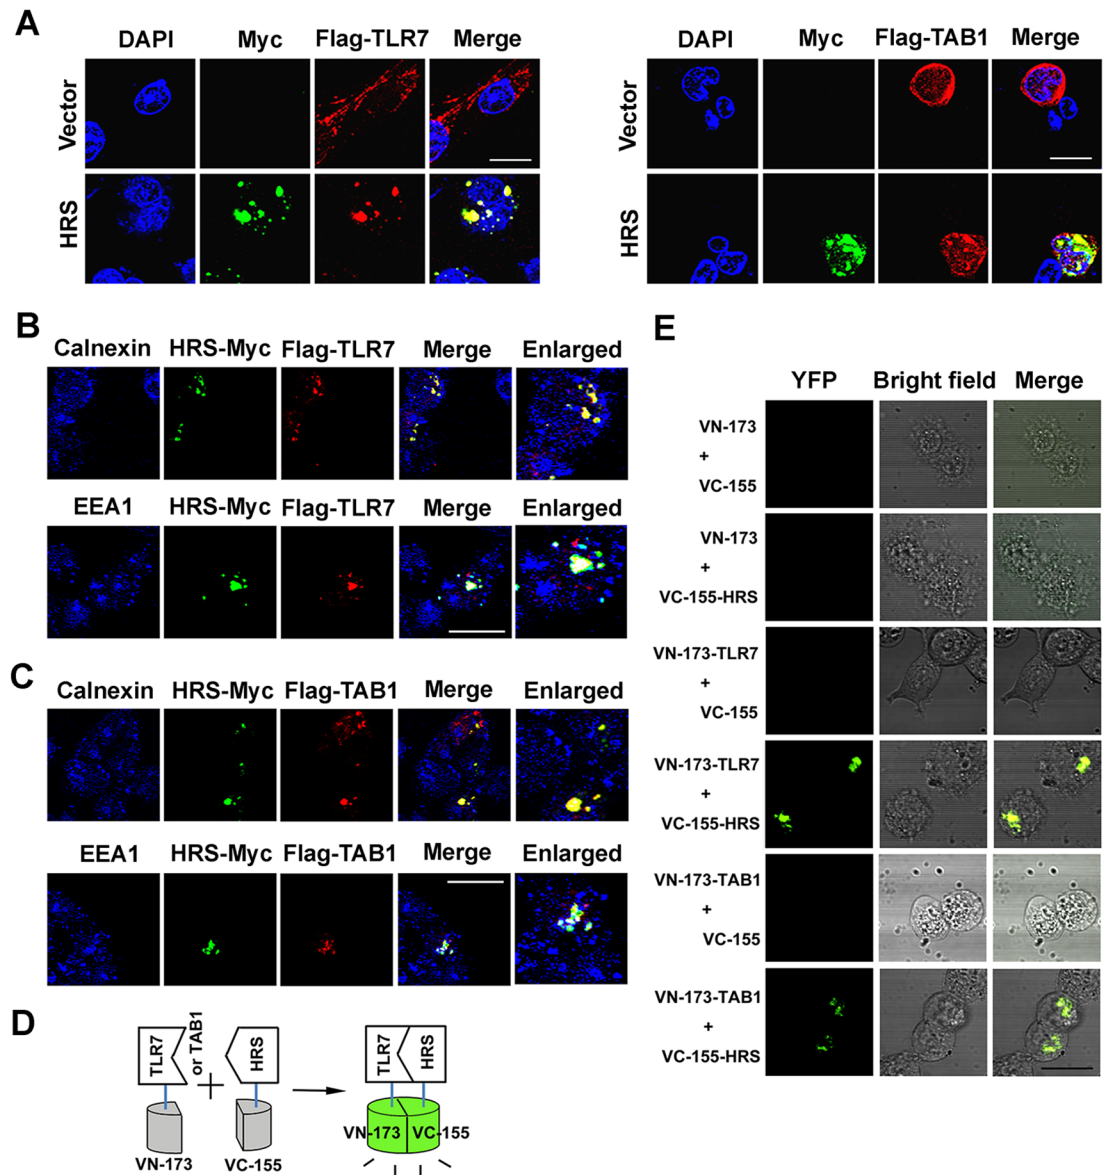 A
DAPI Myc Flag-TLR7 Merge
Vector
HRS
DAPI Myc Flag-TAB1 Merge
Vector
HRS
B
Calnexin HRS-Myc Flag-TLR7 Merge Enlarged
EEA1 HRS-Myc Flag-TLR7 Merge Enlarged
C
Calnexin HRS-Myc Flag-TAB1 Merge Enlarged
EEA1 HRS-Myc Flag-TAB1 Merge Enlarged
D
TLR7 or TAB1 + HRS
VN-173 VC-155
TLR7 HRS
VN-173 VC-155
E
YFP Bright field Merge
VN-173
+
VC-155
VN-173
+
VC-155-HRS
VN-173-TLR7
+
VC-155
VN-173-TLR7
+
VC-155-HRS
VN-173-TAB1
+
VC-155
VN-173-TAB1
+
VC-155-HRS